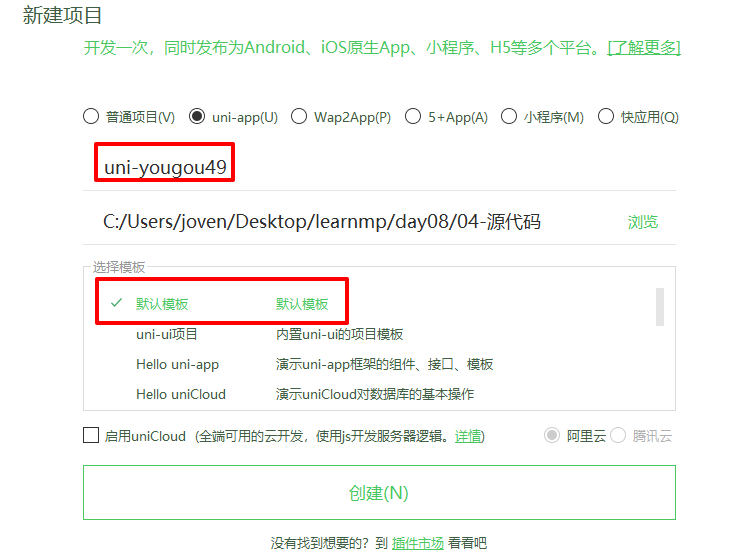 新建项目
开发一次，同时发布为Android、iOS原生App、小程序、H5等多个平台。[了解更多]
普通项目(V) uni-app(U) Wap2App(P) 5+App(A) 小程序(M) 快应用(Q)
uni-yougou49
C:/Users/joven/Desktop/learnmp/day08/04-源代码 浏览
选择模板
默认模板 默认模板
uni-ui项目 内置uni-ui的项目模板
Hello uni-app 演示uni-app框架的组件、接口、模板
Hello uniCloud 演示uniCloud对数据库的基本操作
启用uniCloud（全端可用的云开发，使用js开发服务器逻辑。详情） 阿里云 腾讯云
创建(N)
没有找到想要的？到 插件市场 看看吧